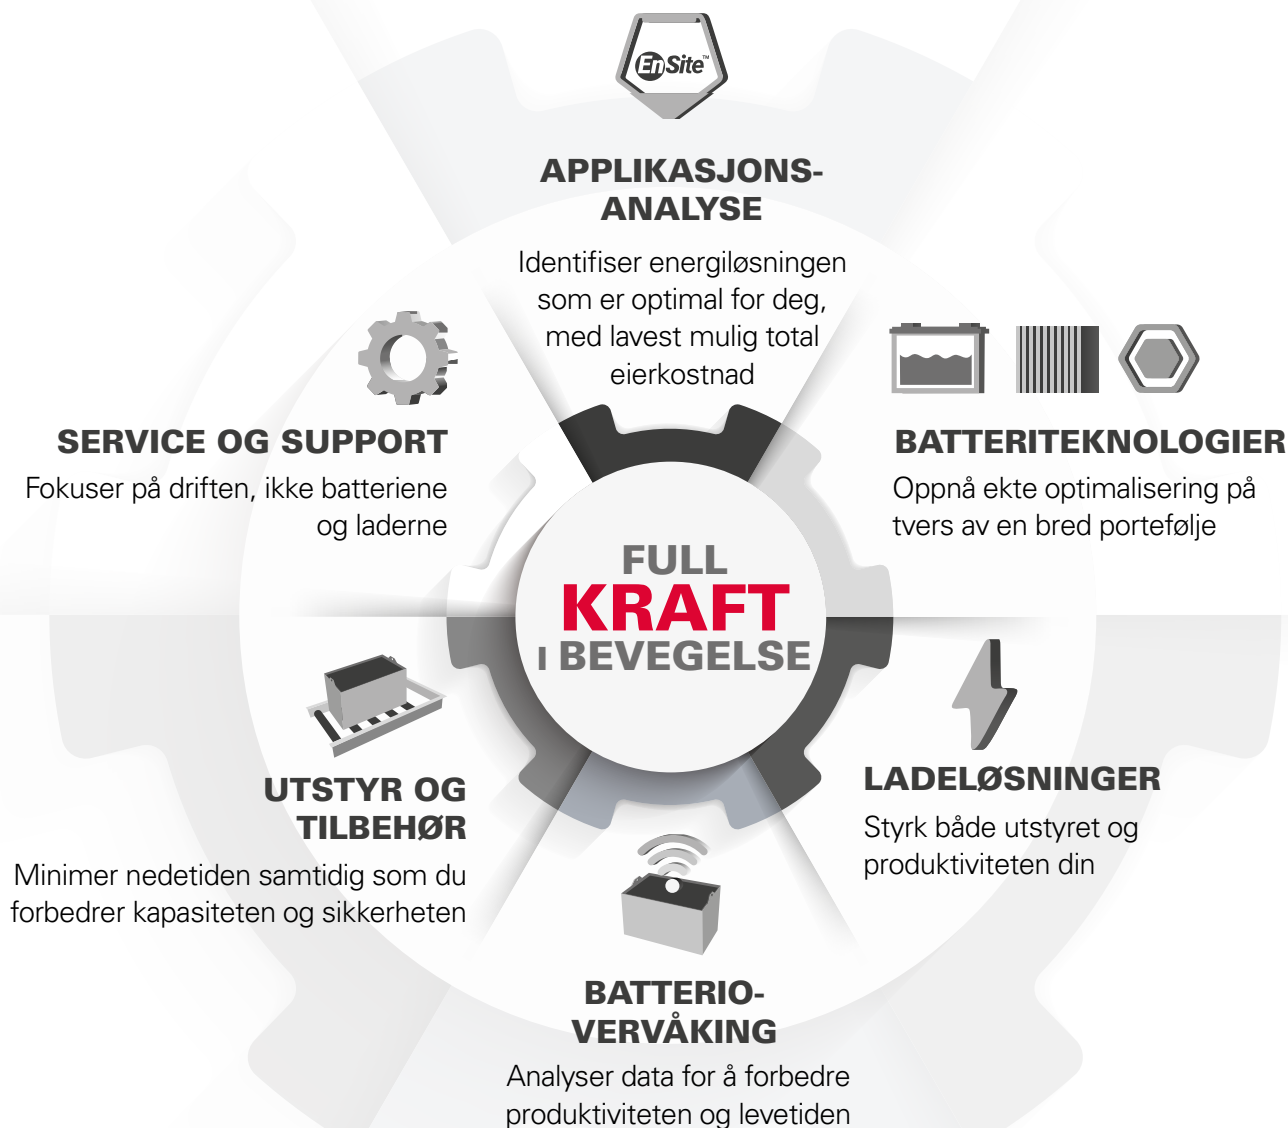 EnSite™
APPLIKASJONS-
ANALYSE
Identifiser energiløsningen
som er optimal for deg,
med lavest mulig total
eierkostnad
BATTERITEKNOLOGIER
Oppnå ekte optimalisering på
tvers av en bred portefølje
LADELØSNINGER
Styrk både utstyret og
produktiviteten din
BATTERIO-
VERVÅKING
Analyser data for å forbedre
produktiviteten og levetiden
UTSTYR OG
TILBEHØR
Minimer nedetiden samtidig som du
forbedrer kapasiteten og sikkerheten
SERVICE OG SUPPORT
Fokuser på driften, ikke batteriene
og laderne
FULL
KRAFT
I BEVEGELSE